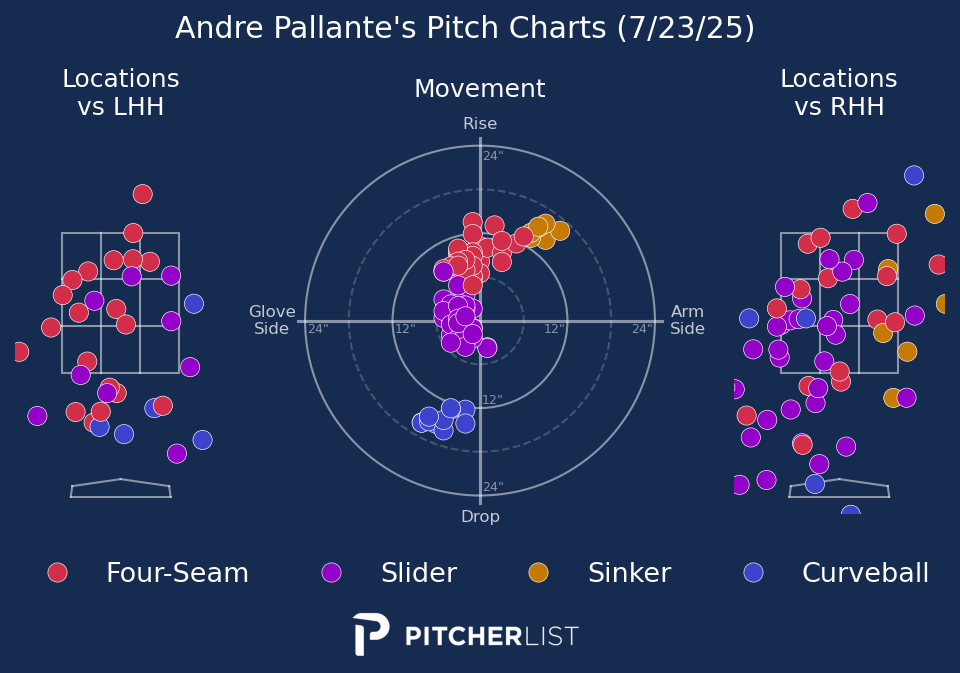 Andre Pallante's Pitch Charts (7/23/25)
Locations
vs LHH
Movement
Locations
vs RHH
Rise
24"
Glove
Side
24"
12"
12"
24"
Arm
Side
12"
24"
Drop
Four-Seam
Slider
Sinker
Curveball
PITCHERLIST